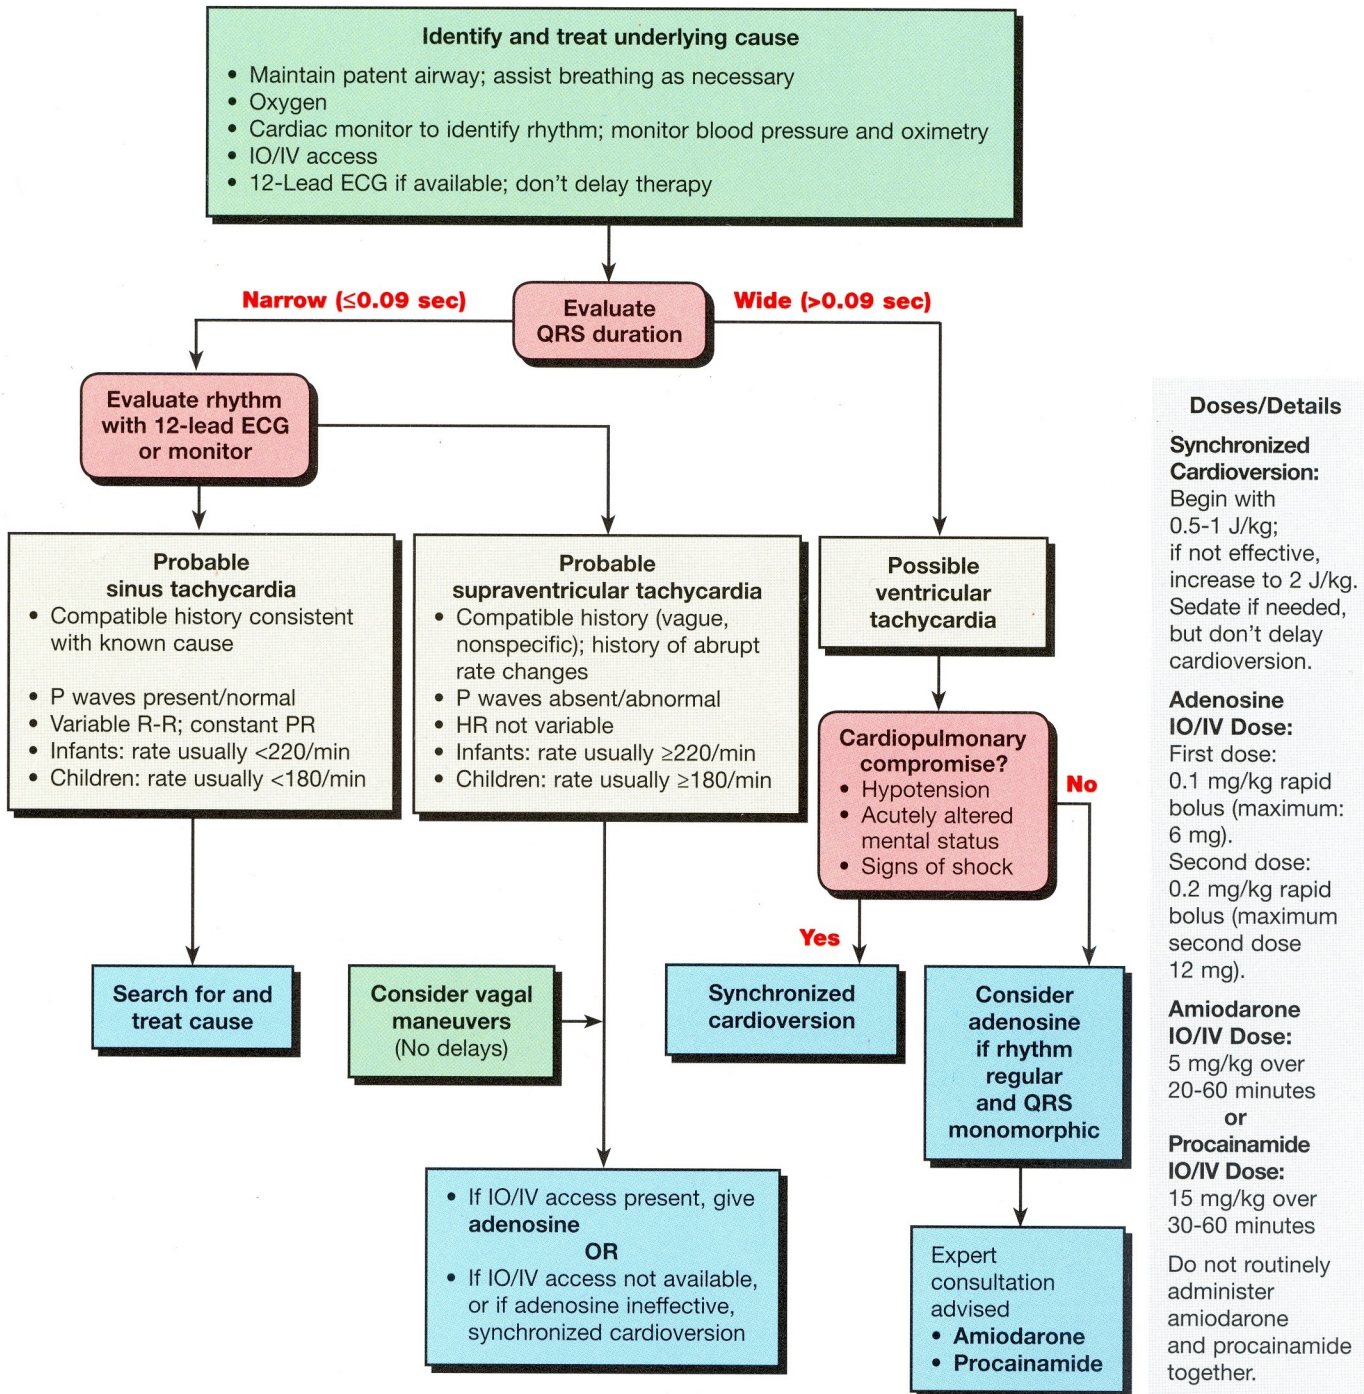 Identify and treat underlying cause
• Maintain patent airway; assist breathing as necessary
• Oxygen
• Cardiac monitor to identify rhythm; monitor blood pressure and oximetry
• IO/IV access
• 12-Lead ECG if available; don't delay therapy
Narrow (≤0.09 sec)
Evaluate
QRS duration
Wide (>0.09 sec)
Evaluate rhythm
with 12-lead ECG
or monitor
Probable
sinus tachycardia
• Compatible history consistent
with known cause
• P waves present/normal
• Variable R-R; constant PR
• Infants: rate usually <220/min
• Children: rate usually <180/min
Probable
supraventricular tachycardia
• Compatible history (vague,
nonspecific); history of abrupt
rate changes
• P waves absent/abnormal
• HR not variable
• Infants: rate usually ≥220/min
• Children: rate usually ≥180/min
Possible
ventricular
tachycardia
Cardiopulmonary
compromise?
• Hypotension
• Acutely altered
mental status
• Signs of shock
No
Yes
Search for and
treat cause
Consider vagal
maneuvers
(No delays)
Synchronized
cardioversion
Consider
adenosine
if rhythm
regular
and QRS
monomorphic
• If IO/IV access present, give
adenosine
OR
• If IO/IV access not available,
or if adenosine ineffective,
synchronized cardioversion
Expert
consultation
advised
• Amiodarone
• Procainamide
Doses/Details
Synchronized
Cardioversion:
Begin with
0.5-1 J/kg;
if not effective,
increase to 2 J/kg.
Sedate if needed,
but don't delay
cardioversion.
Adenosine
IO/IV Dose:
First dose:
0.1 mg/kg rapid
bolus (maximum:
6 mg).
Second dose:
0.2 mg/kg rapid
bolus (maximum
second dose
12 mg).
Amiodarone
IO/IV Dose:
5 mg/kg over
20-60 minutes
or
Procainamide
IO/IV Dose:
15 mg/kg over
30-60 minutes
Do not routinely
administer
amiodarone
and procainamide
together.